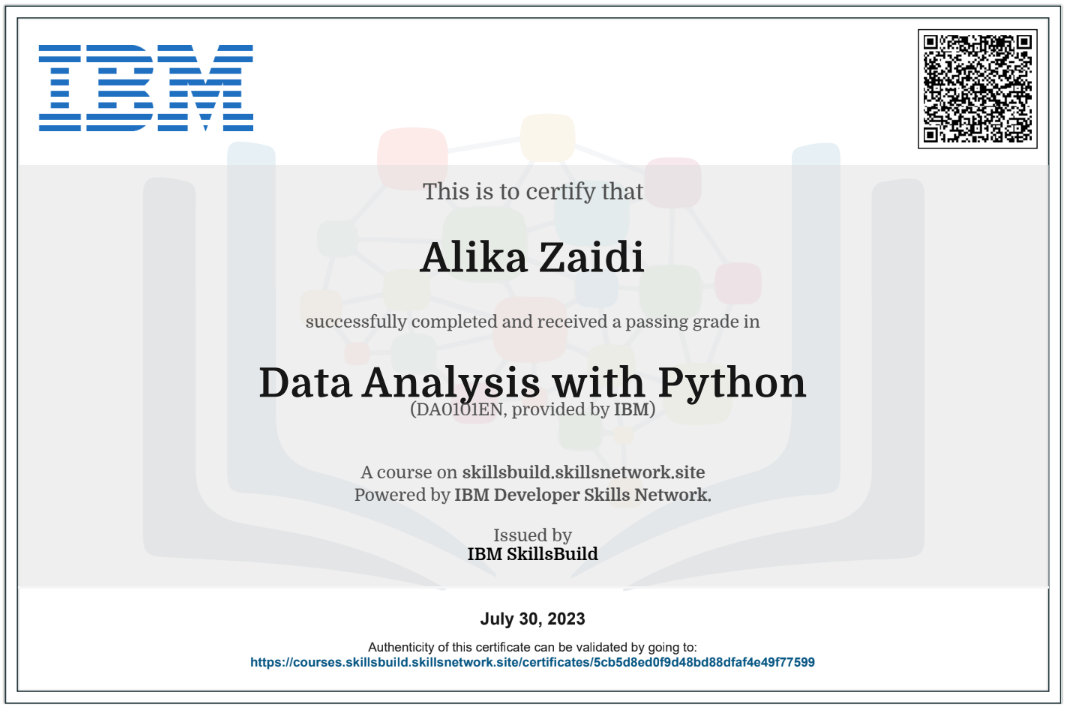 IBM
This is to certify that
Alika Zaidi
successfully completed and received a passing grade in
Data Analysis with Python
(DA0101EN, provided by IBM)
A course on skillsbuild.skillsnetwork.site
Powered by IBM Developer Skills Network.
Issued by
IBM SkillsBuild
July 30, 2023
Authenticity of this certificate can be validated by going to:
https://courses.skillsbuild.skillsnetwork.site/certificates/5cb5d8ed0f9d48bd88dfaf4e49f77599